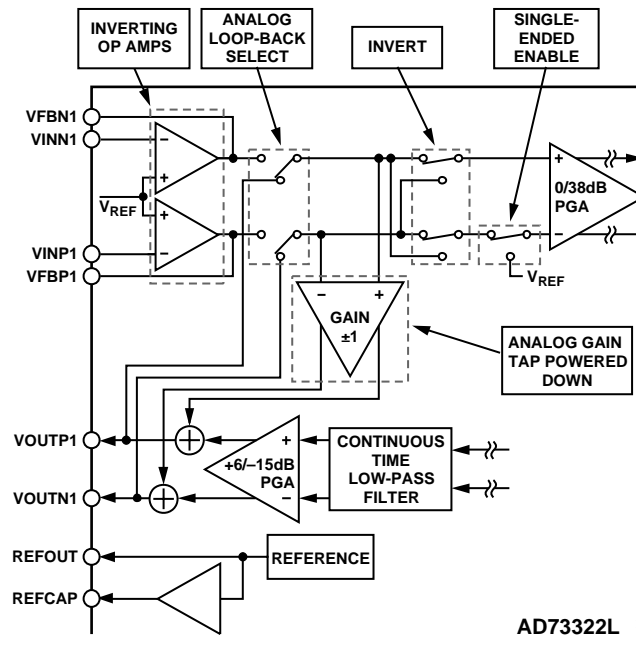 INVERTING
OP AMPS
ANALOG
LOOP-BACK
SELECT
INVERT
SINGLE-
ENDED
ENABLE
VFBN1
VINN1
VREF
VINP1
VFBP1
–
+
+
–
+
0/38dB
PGA
–
VREF
–
+
GAIN
±1
ANALOG GAIN
TAP POWERED
DOWN
VOUTP1
VOUTN1
+
+6/–15dB
PGA
–
CONTINUOUS
TIME
LOW-PASS
FILTER
REFOUT
REFCAP
REFERENCE
AD73322L